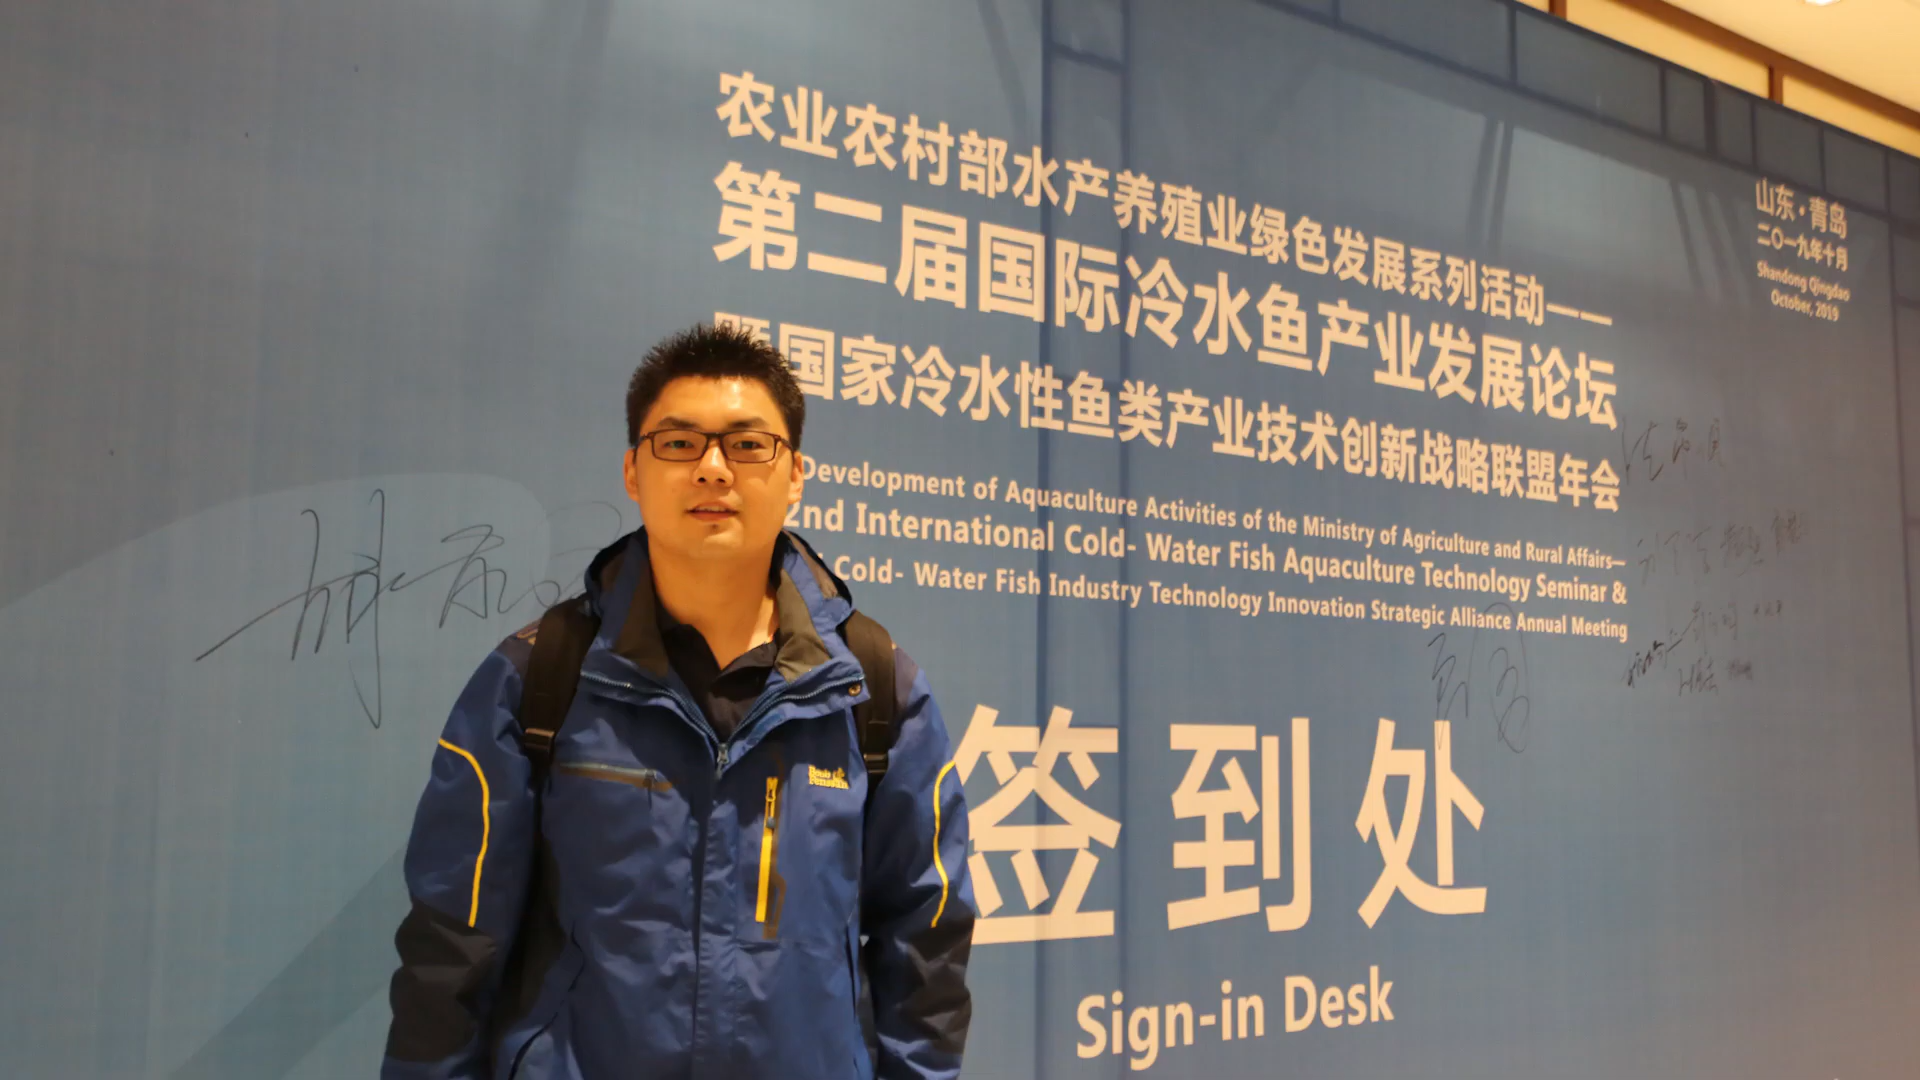 农业农村部水产养殖业绿色发展系列活动——
第二届国际冷水鱼产业发展论坛
暨国家冷水性鱼类产业技术创新战略联盟年会
Development of Aquaculture Activities of the Ministry of Agriculture and Rural Affairs—
2nd International Cold- Water Fish Aquaculture Technology Seminar &
Cold- Water Fish Industry Technology Innovation Strategic Alliance Annual Meeting
签到处
Sign-in Desk
山东·青岛
二〇一九年十月
Shandong Qingdao
October, 2019